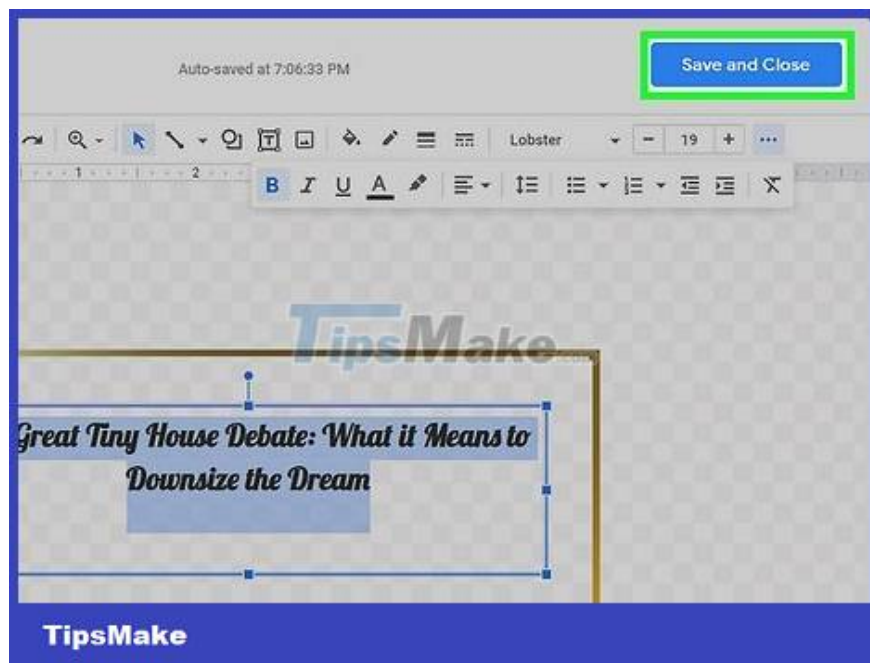 Auto-saved at 7:06:33 PM
Save and Close
Lobster
19
1
2
B I U A
TipsMake.com
Great Tiny House Debate: What it Means to
Downsize the Dream
TipsMake